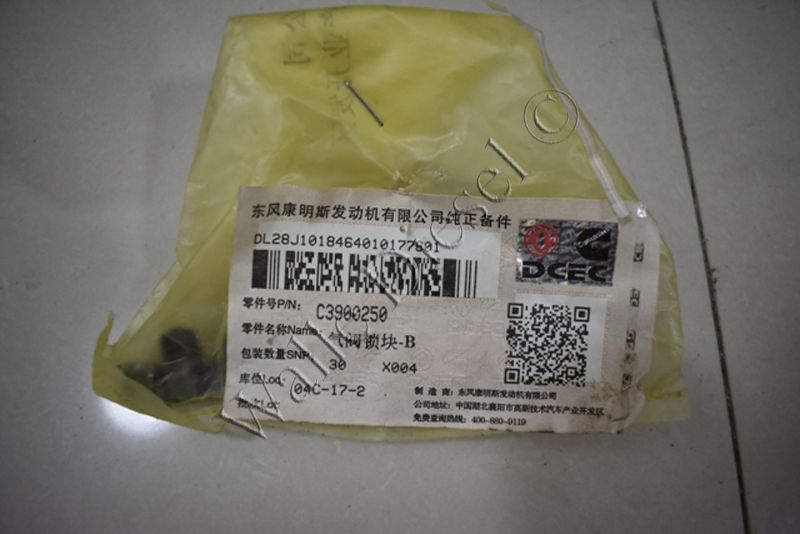 东风康明斯发动机有限公司纯正备件
DL28J1018464010177801
零件号P/N: C3900250
零件名称Name: 气阀锁块-B
包装数量SNP: 30 X004
库位Loc: 04C-17-2
DCEC
制 造 商: 东风康明斯发动机有限公司
公司地址: 中国湖北襄阳市高新技术汽车产业开发区
免费查询热线: 400-880-9119
Walle Diesel ©